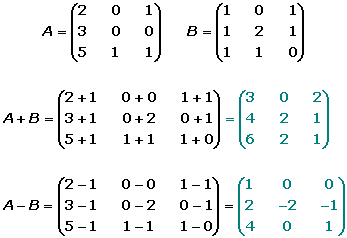 A = (2 0 1
3 0 0
5 1 1) B = (1 0 1
1 2 1
1 1 0)
A + B = (2 + 1 0 + 0 1 + 1
3 + 1 0 + 2 0 + 1
5 + 1 1 + 1 1 + 0) = (3 0 2
4 2 1
6 2 1)
A − B = (2 − 1 0 − 0 1 − 1
3 − 1 0 − 2 0 − 1
5 − 1 1 − 1 1 − 0) = (1 0 0
2 −2 −1
4 0 1)